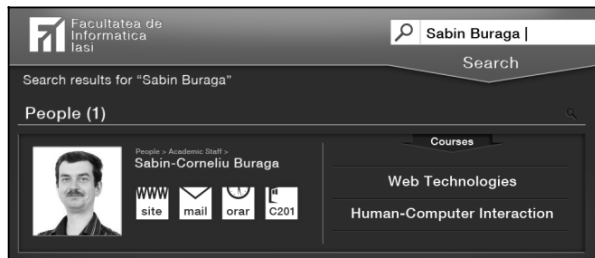 Facultatea de
Informatica
Iasi
Sabin Buraga
Search
Search results for “Sabin Buraga”
People (1)
People > Academic Staff >
Sabin-Corneliu Buraga
WWW
site
mail
orar
C201
Courses
Web Technologies
Human-Computer Interaction